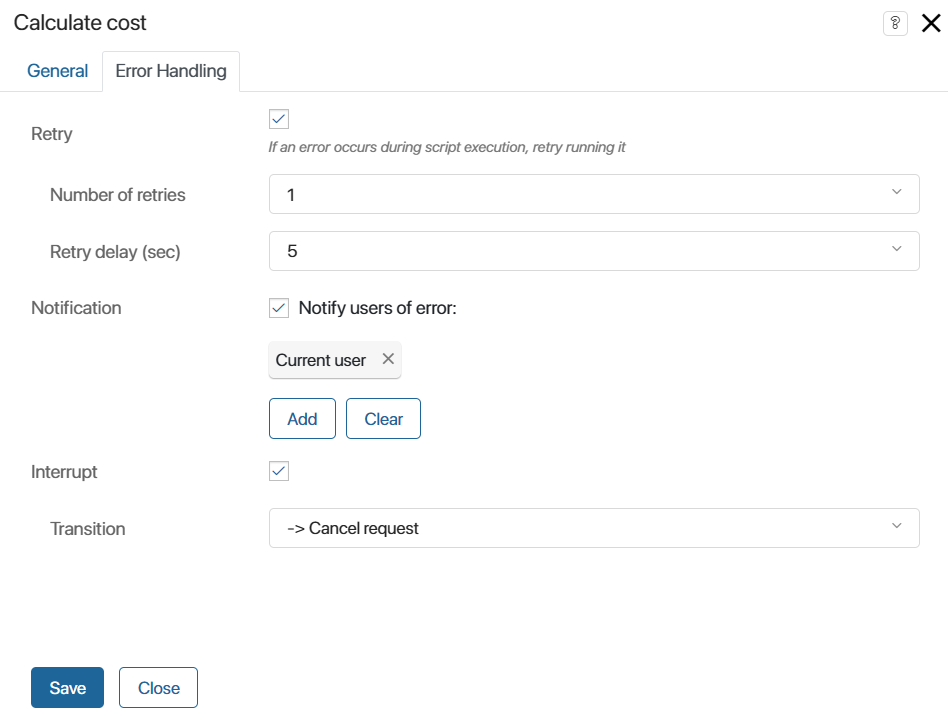 Calculate cost
?
General
Error Handling
Retry
If an error occurs during script execution, retry running it
Number of retries
1
Retry delay (sec)
5
Notification
Notify users of error:
Current user
Add
Clear
Interrupt
Transition
-> Cancel request
Save
Close